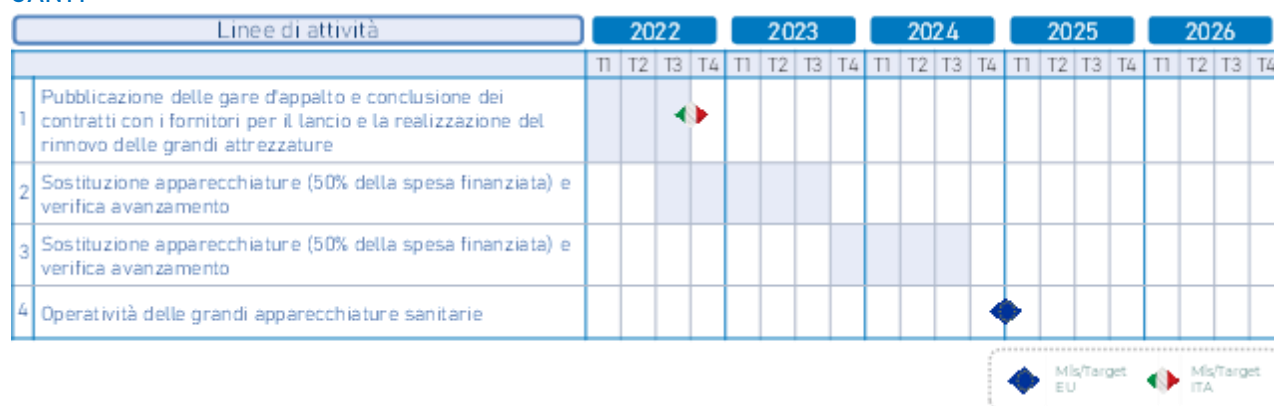 Linee di attività 2022 2023 2024 2025 2026
T1 T2 T3 T4 T1 T2 T3 T4 T1 T2 T3 T4 T1 T2 T3 T4 T1 T2 T3 T4
1 Pubblicazione delle gare d'appalto e conclusione dei
contratti con i fornitori per il lancio e la realizzazione del
rinnovo delle grandi attrezzature
2 Sostituzione apparecchiature (50% della spesa finanziata) e
verifica avanzamento
3 Sostituzione apparecchiature (50% della spesa finanziata) e
verifica avanzamento
4 Operatività delle grandi apparecchiature sanitarie
Mls/Target
EU
Mls/Target
ITA